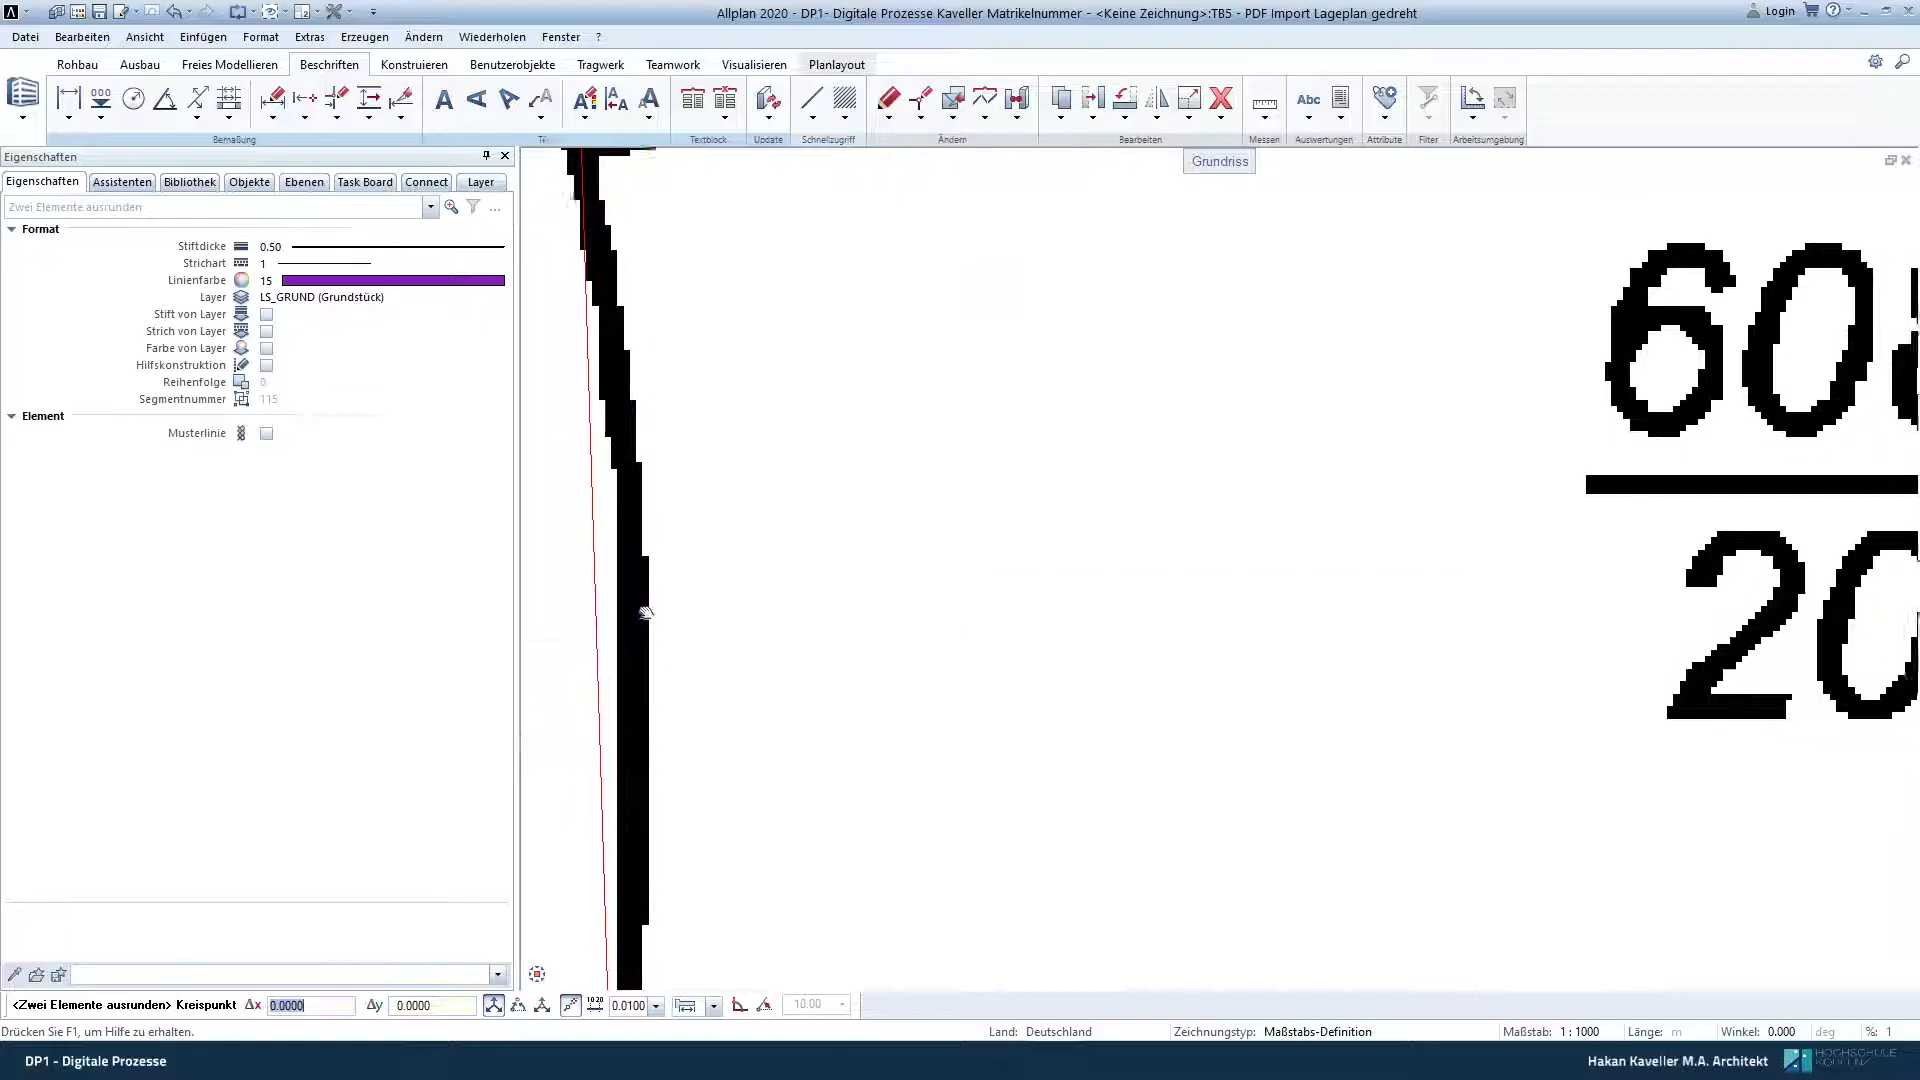 Allplan 2020 - DP1- Digitale Prozesse Kaveller Matrikelnummer - <Keine Zeichnung>:TB5 - PDF Import Lageplan gedreht
Login
Datei Bearbeiten Ansicht Einfügen Format Extras Erzeugen Ändern Wiederholen Fenster ?
Rohbau Ausbau Freies Modellieren Beschriften Konstruieren Benutzerobjekte Tragwerk Teamwork Visualisieren Planlayout
Abc
Bemaßung Textblock... Update Schnellzugriff Ändern Bearbeiten Messen Auswertungen Attribute Filter Arbeitsumgebung
Eigenschaften
Grundriss
Eigenschaften Assistenten Bibliothek Objekte Ebenen Task Board Connect Layer
Zwei Elemente ausrunden
Format
Stiftdicke 0.50
Strichart 1
Linienfarbe 15
Layer LS_GRUND (Grundstück)
Stift von Layer
Strich von Layer
Farbe von Layer
Hilfskonstruktion
Reihenfolge 0
Segmentnummer 115
Element
Musterlinie
60
20
<Zwei Elemente ausrunden> Kreispunkt Δx 0.0000 Δy 0.0000 1020 0.0100 10.00
Drücken Sie F1, um Hilfe zu erhalten. Land: Deutschland Zeichnungstyp: Maßstabs-Definition Maßstab: 1 : 1000 Länge: m Winkel: 0.000 deg %: 1
DP1 - Digitale Prozesse Hakan Kaveller M.A. Architekt
HOCHSCHULE